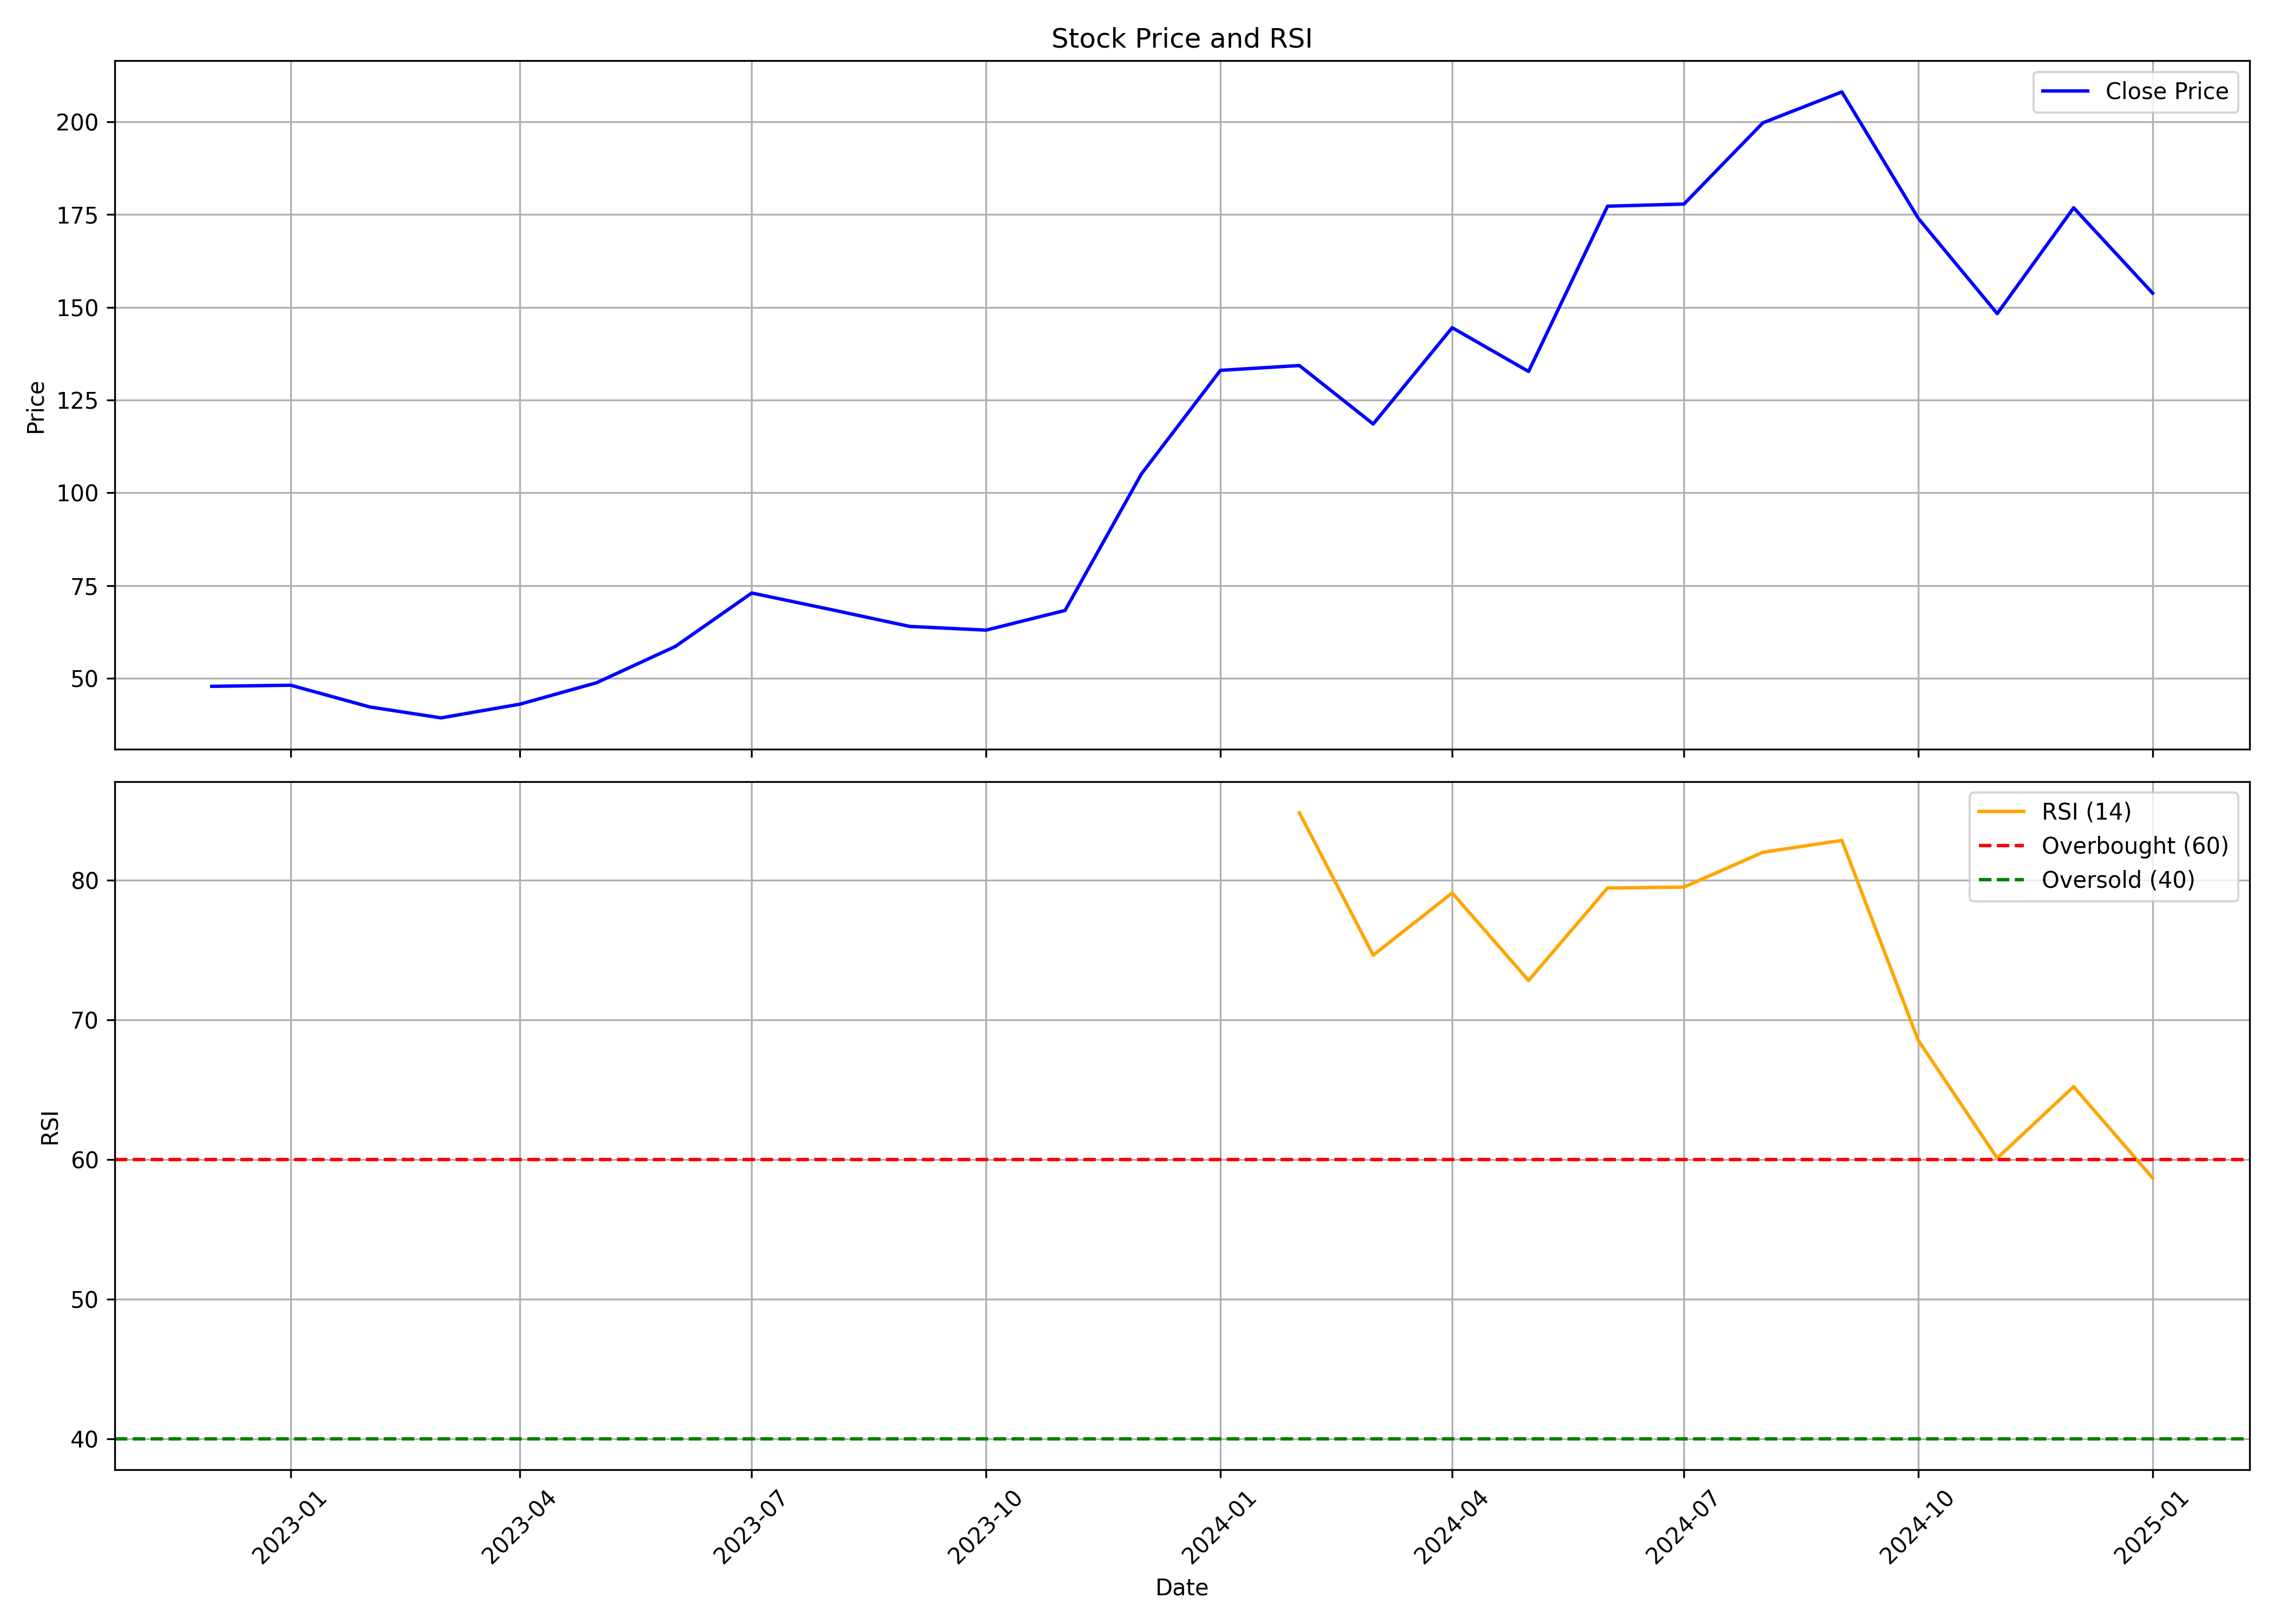 Stock Price and RSI
Close Price
Price
200
175
150
125
100
75
50
RSI (14)
Overbought (60)
Oversold (40)
RSI
80
70
60
50
40
2023-01
2023-04
2023-07
2023-10
2024-01
2024-04
2024-07
2024-10
2025-01
Date